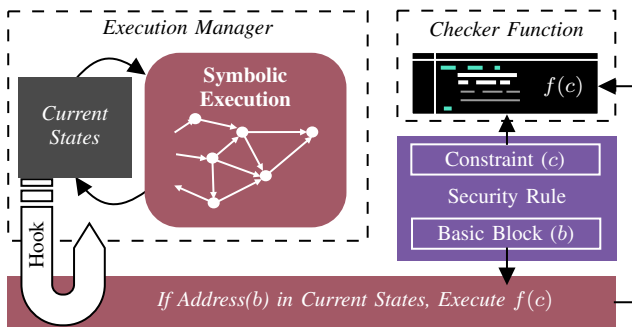 Execution Manager
Current
States
Symbolic
Execution
Hook
Checker Function
f(c)
Constraint (c)
Security Rule
Basic Block (b)
If Address(b) in Current States, Execute f(c)